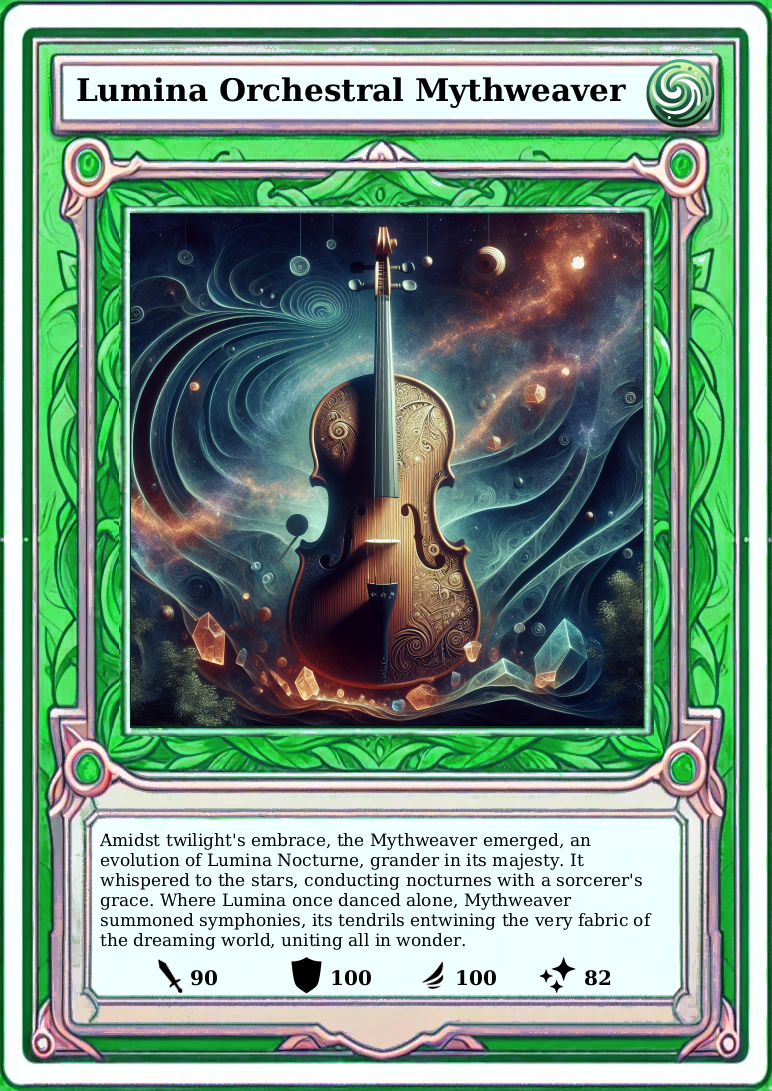 Lumina Orchestral Mythweaver
Amidst twilight's embrace, the Mythweaver emerged, an
evolution of Lumina Nocturne, grander in its majesty. It
whispered to the stars, conducting nocturnes with a sorcerer's
grace. Where Lumina once danced alone, Mythweaver
summoned symphonies, its tendrils entwining the very fabric of
the dreaming world, uniting all in wonder.
90 100 100 82